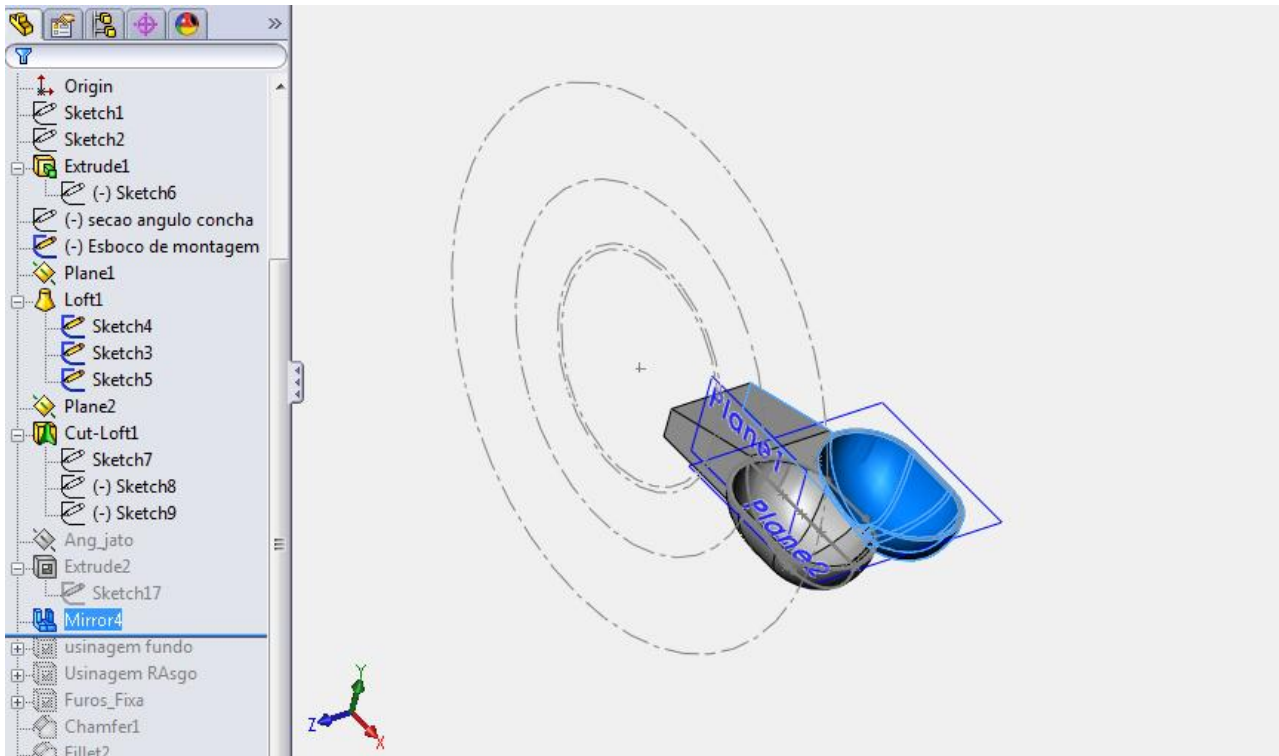 Origin
Sketch1
Sketch2
Extrude1
(-) Sketch6
(-) secao angulo concha
(-) Esboco de montagem
Plane1
Loft1
Sketch4
Sketch3
Sketch5
Plane2
Cut-Loft1
Sketch7
(-) Sketch8
(-) Sketch9
Ang_jato
Extrude2
Sketch17
Mirror4
usinagem fundo
Usinagem RAsgo
Furos_Fixa
Chamfer1
Fillet2
Plane1
Plane2
Y
Z
X